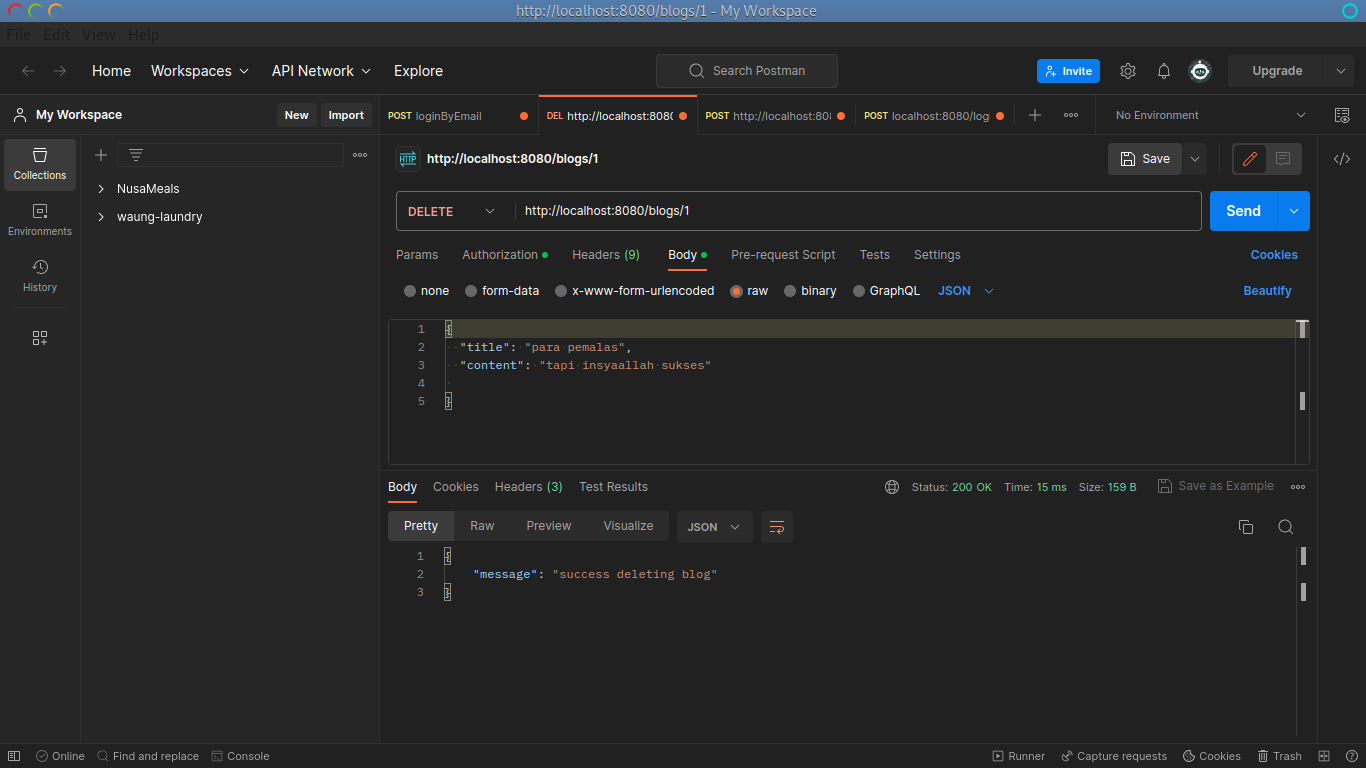 http://localhost:8080/blogs/1 - My Workspace
File Edit View Help
Home Workspaces API Network Explore Search Postman Invite Upgrade
My Workspace New Import
POST loginByEmail DEL http://localhost:808( POST http://localhost:80 POST localhost:8080/log No Environment
http://localhost:8080/blogs/1 Save
Collections
Environments
History
NusaMeals
waung-laundry
DELETE http://localhost:8080/blogs/1 Send
Params Authorization Headers (9) Body Pre-request Script Tests Settings Cookies
none form-data x-www-form-urlencoded raw binary GraphQL JSON Beautify
1 {
2 "title": "para pemalas",
3 "content": "tapi insyaallah sukses"
4
5 }
Body Cookies Headers (3) Test Results Status: 200 OK Time: 15 ms Size: 159 B Save as Example
Pretty Raw Preview Visualize JSON
1 {
2 "message": "success deleting blog"
3 }
Online Find and replace Console Runner Capture requests Cookies Trash